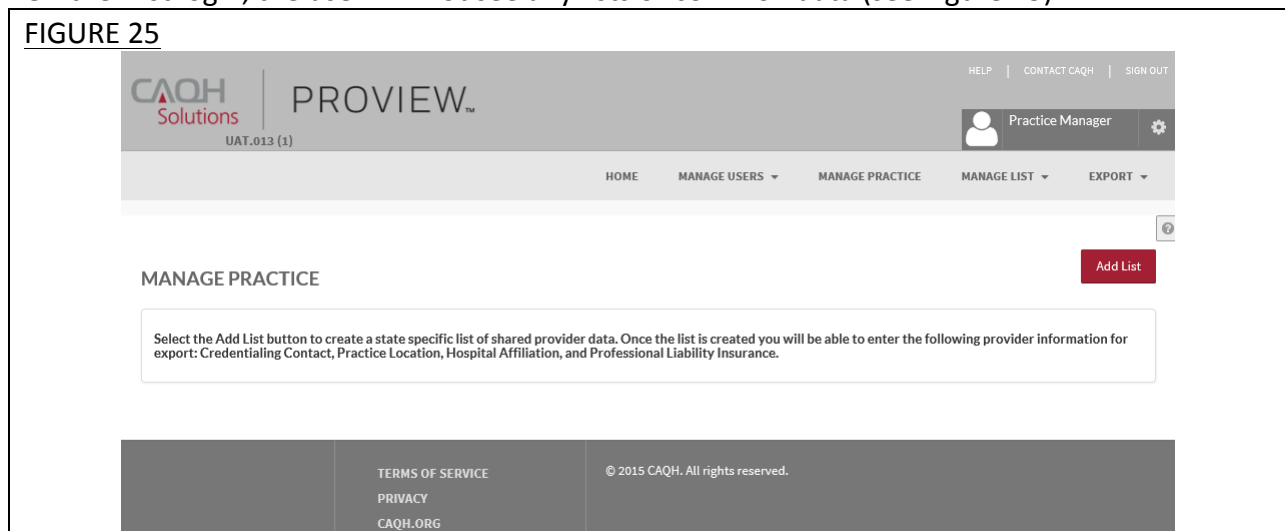 FIGURE 25
CAQH
Solutions
PROVIEW™
UAT.013 (1)
HELP | CONTACT CAQH | SIGN OUT
Practice Manager
HOME MANAGE USERS MANAGE PRACTICE MANAGE LIST EXPORT
?
MANAGE PRACTICE
Add List
Select the Add List button to create a state specific list of shared provider data. Once the list is created you will be able to enter the following provider information for
export: Credentialing Contact, Practice Location, Hospital Affiliation, and Professional Liability Insurance.
TERMS OF SERVICE
PRIVACY
CAQH.ORG
© 2015 CAQH. All rights reserved.